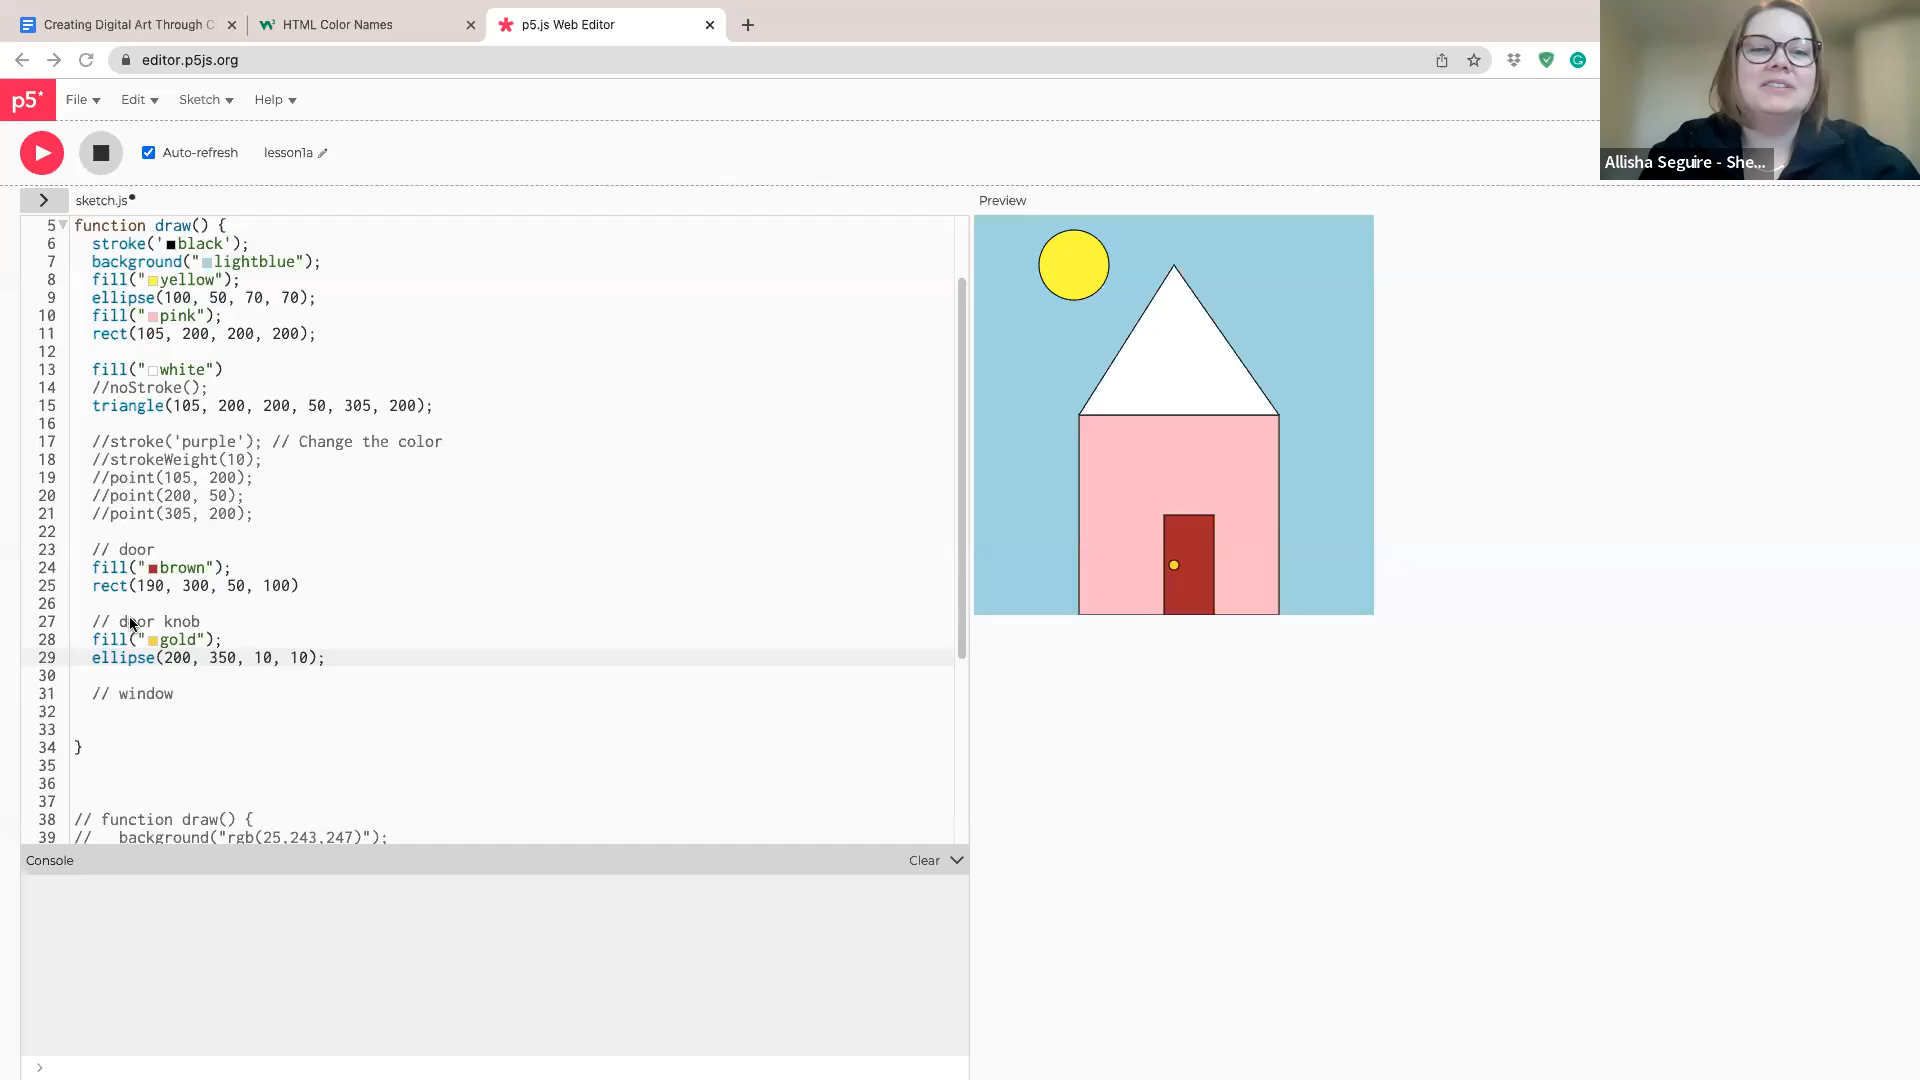 Creating Digital Art Through C
HTML Color Names
p5.js Web Editor
editor.p5js.org
p5* File Edit Sketch Help
Auto-refresh lesson1a
Allisha Seguire - She...
sketch.js
Preview
5 function draw() {
6 stroke('black');
7 background("lightblue");
8 fill("yellow");
9 ellipse(100, 50, 70, 70);
10 fill("pink");
11 rect(105, 200, 200, 200);
12
13 fill("white")
14 //noStroke();
15 triangle(105, 200, 200, 50, 305, 200);
16
17 //stroke('purple'); // Change the color
18 //strokeWeight(10);
19 //point(105, 200);
20 //point(200, 50);
21 //point(305, 200);
22
23 // door
24 fill("brown");
25 rect(190, 300, 50, 100)
26
27 // door knob
28 fill("gold");
29 ellipse(200, 350, 10, 10);
30
31 // window
32
33
34 }
35
36
37
38 // function draw() {
39 //   background("rgb(25,243,247)");
Console Clear